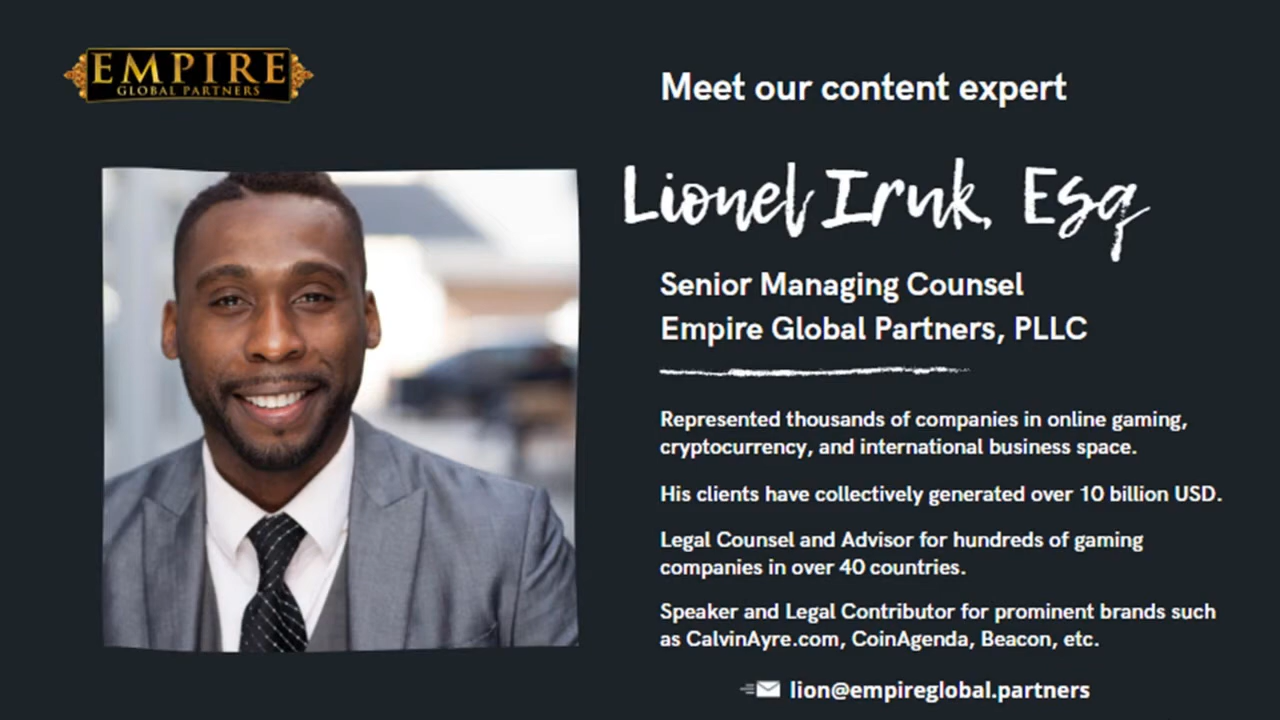 EMPIRE
GLOBAL PARTNERS
Meet our content expert
Lionel Iruk, Esq
Senior Managing Counsel
Empire Global Partners, PLLC
Represented thousands of companies in online gaming,
cryptocurrency, and international business space.
His clients have collectively generated over 10 billion USD.
Legal Counsel and Advisor for hundreds of gaming
companies in over 40 countries.
Speaker and Legal Contributor for prominent brands such
as CalvinAyre.com, CoinAgenda, Beacon, etc.
lion@empireglobal.partners